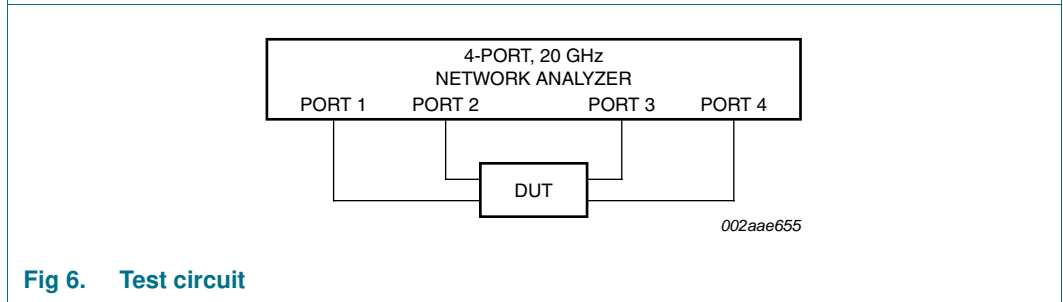 4-PORT, 20 GHz
NETWORK ANALYZER
PORT 1 PORT 2 PORT 3 PORT 4
DUT
002aae655
Fig 6. Test circuit